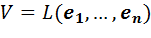 V = L(e₁, …, eₙ)